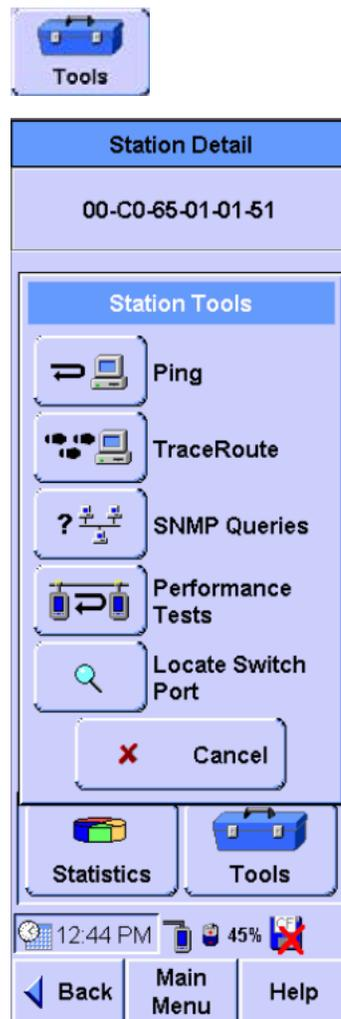 Tools
Station Detail
00-C0-65-01-01-51
Station Tools
Ping
TraceRoute
? SNMP Queries
Performance
Tests
Locate Switch
Port
Cancel
Statistics
Tools
12:44 PM 45% CF
Back
Main
Menu
Help